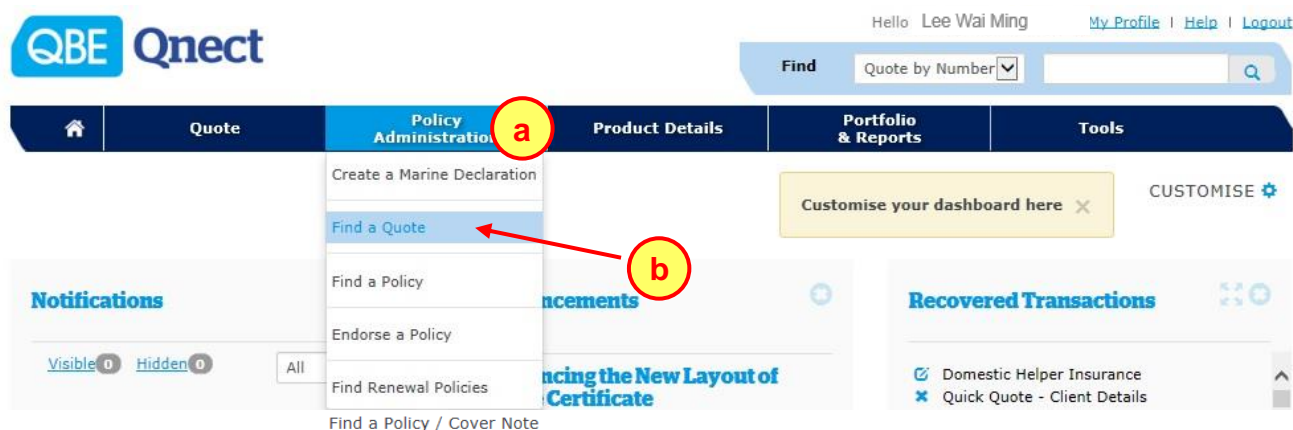 Hello Lee Wai Ming My Profile | Help | Logout
QBE Qnect
Find Quote by Number
Quote Policy Administration a Product Details Portfolio & Reports Tools
Create a Marine Declaration
Customise your dashboard here CUSTOMISE
Find a Quote
b
Find a Policy
Notifications ncements Recovered Transactions
Endorse a Policy
Visible 0 Hidden 0 All
ncing the New Layout of
Domestic Helper Insurance
Find Renewal Policies
Certificate
Quick Quote - Client Details
Find a Policy / Cover Note